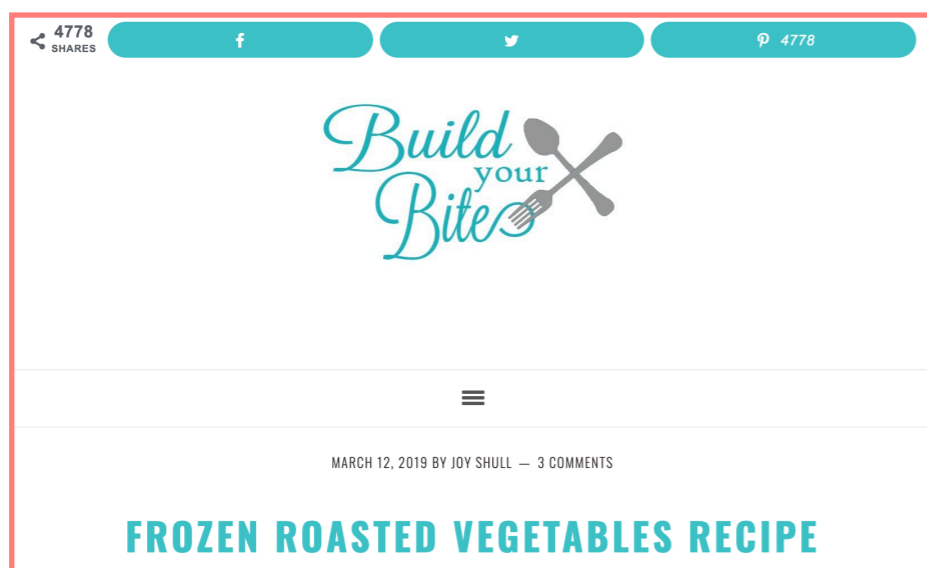 4778
SHARES
4778
Build
your
Bite
MARCH 12, 2019 BY JOY SHULL — 3 COMMENTS
FROZEN ROASTED VEGETABLES RECIPE